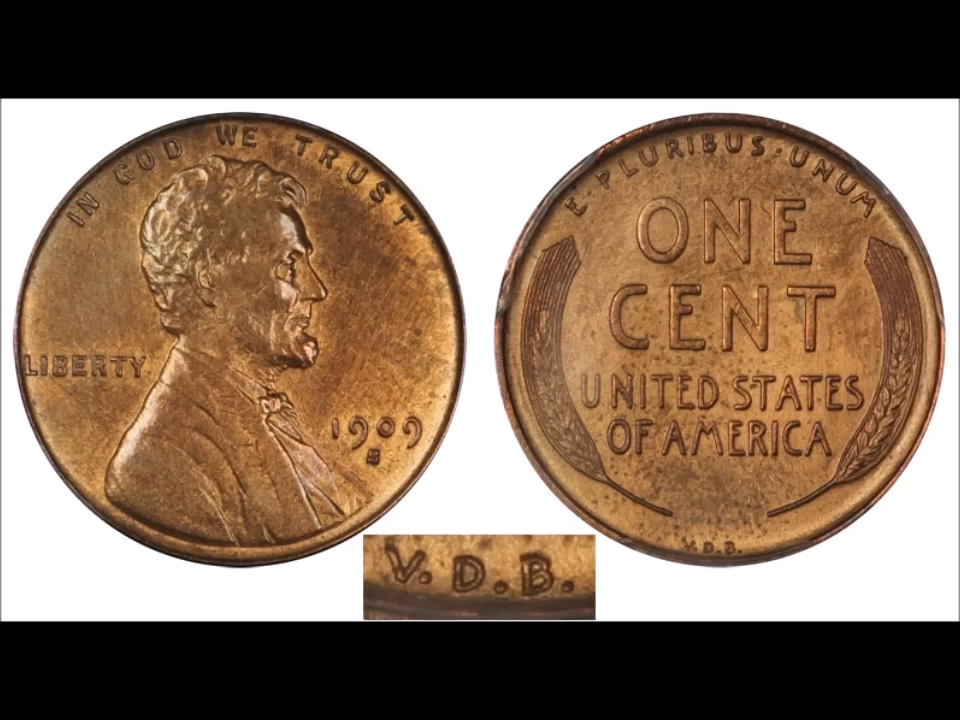 IN GOD WE TRUST
LIBERTY
1909
S
E·PLURIBUS·UNUM
ONE
CENT
UNITED STATES
OF AMERICA
V.D.B.
V.D.B.